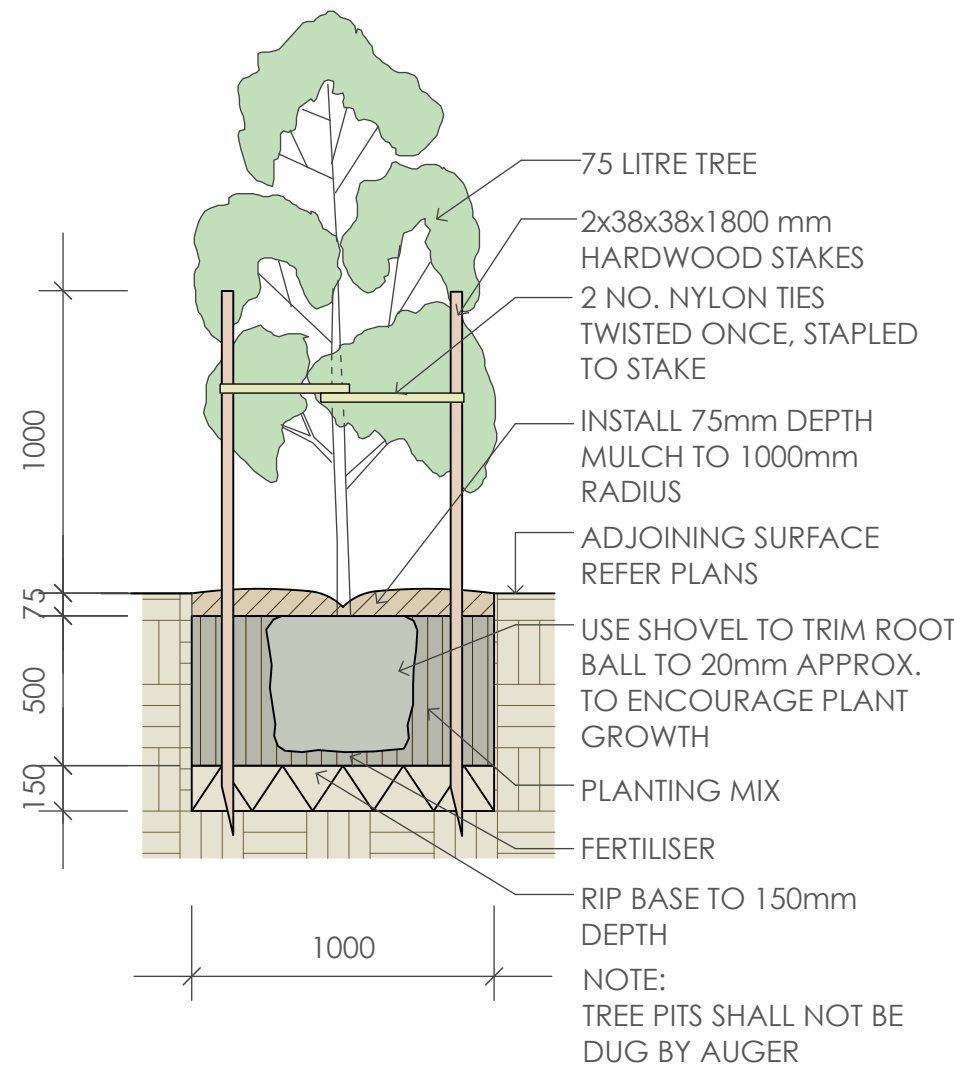 75 LITRE TREE
2x38x38x1800 mm
HARDWOOD STAKES
2 NO. NYLON TIES
TWISTED ONCE, STAPLED
TO STAKE
INSTALL 75mm DEPTH
MULCH TO 1000mm
RADIUS
ADJOINING SURFACE
REFER PLANS
USE SHOVEL TO TRIM ROOT
BALL TO 20mm APPROX.
TO ENCOURAGE PLANT
GROWTH
PLANTING MIX
FERTILISER
RIP BASE TO 150mm
DEPTH
NOTE:
TREE PITS SHALL NOT BE
DUG BY AUGER
1000
75
500
150
1000